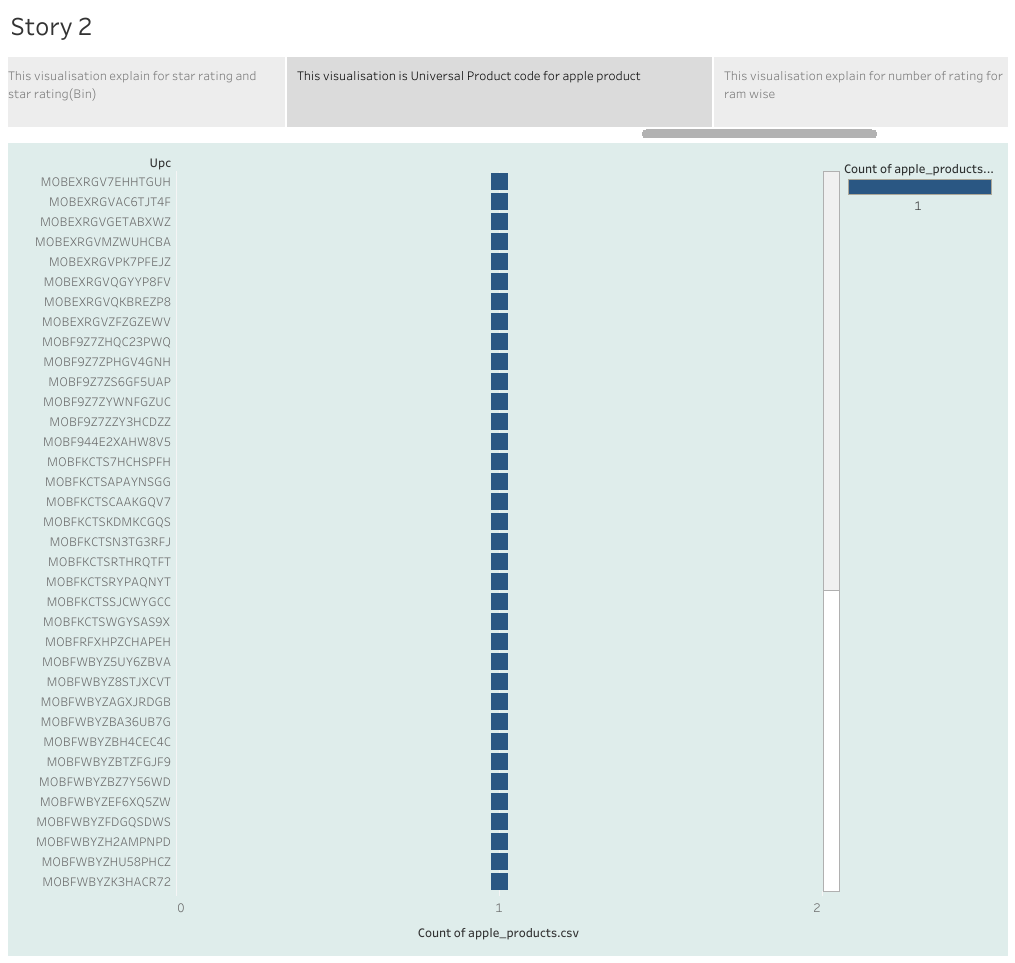 Story 2
This visualisation explain for star rating and
star rating(Bin)
This visualisation is Universal Product code for apple product
This visualisation explain for number of rating for
ram wise
Upc
Count of apple_products...
1
MOBEXRGV7EHHTGUH
MOBEXRGVAC6TJT4F
MOBEXRGVGETABXWZ
MOBEXRGVMZWUHCBA
MOBEXRGVPK7PFEJZ
MOBEXRGVQGYYP8FV
MOBEXRGVQKBREZP8
MOBEXRGVZFZGZEWV
MOBF9Z7ZHQC23PWQ
MOBF9Z7ZPHGV4GNH
MOBF9Z7ZS6GF5UAP
MOBF9Z7ZYWNFGZUC
MOBF9Z7ZZY3HCDZZ
MOBF944E2XAHW8V5
MOBFKCTS7HCHSPFH
MOBFKCTSAPAYNSGG
MOBFKCTSCAAKGQV7
MOBFKCTSKDMKCGQS
MOBFKCTSN3TG3RFJ
MOBFKCTSRTHRQTFT
MOBFKCTSRYPAQNYT
MOBFKCTSSJCWYGCC
MOBFKCTSWGYSAS9X
MOBFRFXHPZCHAPEH
MOBFWBYZ5UY6ZBVA
MOBFWBYZ8STJXCVT
MOBFWBYZAGXJRDGB
MOBFWBYZBA36UB7G
MOBFWBYZBH4CEC4C
MOBFWBYZBTZFGJF9
MOBFWBYZBZ7Y56WD
MOBFWBYZEF6XQ5ZW
MOBFWBYZFDGQSDWS
MOBFWBYZH2AMPNPD
MOBFWBYZHU58PHCZ
MOBFWBYZK3HACR72
0 1 2
Count of apple_products.csv